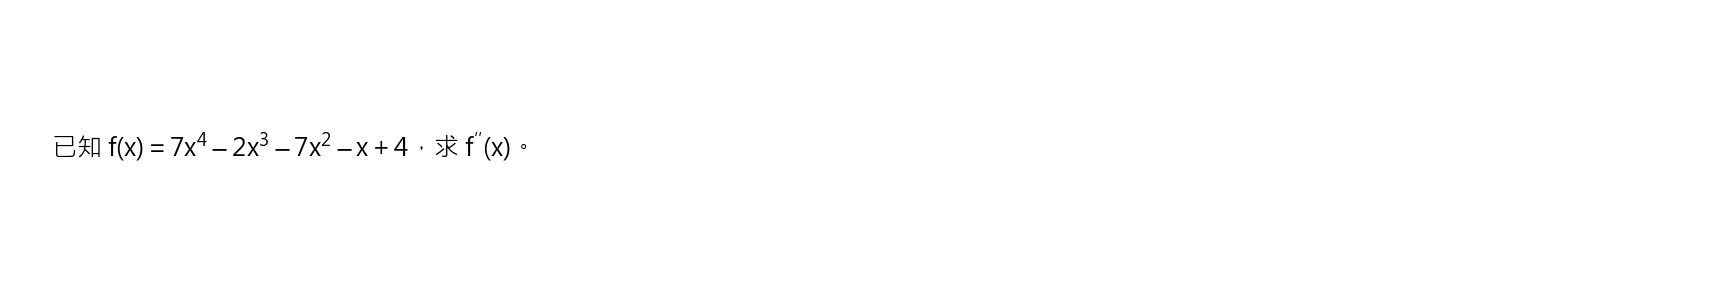 已知 f(x) = 7x⁴ – 2x³ – 7x² – x + 4，求 f′′(x)。